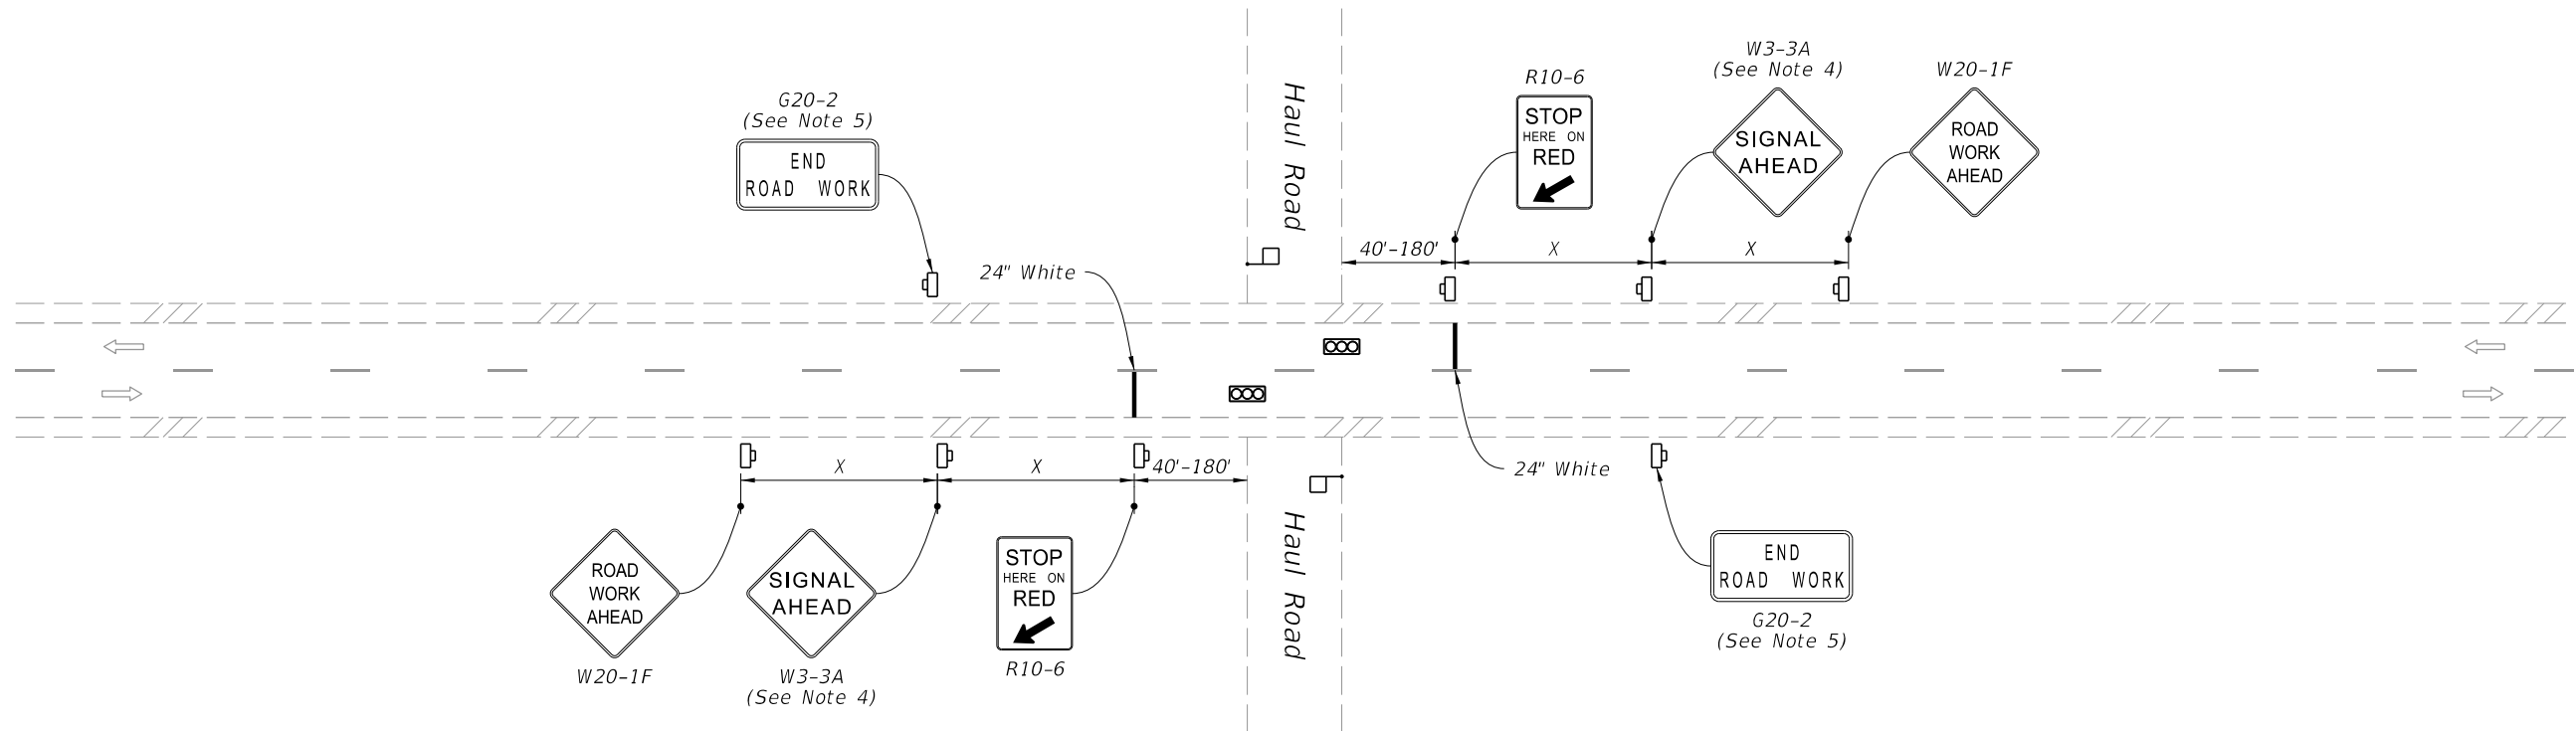 W3-3A
(See Note 4)
W20-1F
R10-6
G20-2
(See Note 5)
STOP
HERE ON
RED
SIGNAL
AHEAD
ROAD
WORK
AHEAD
END
ROAD WORK
Haul Road
40'-180'
X
X
24" White
24" White
X
X
40'-180'
Haul Road
ROAD
WORK
AHEAD
W20-1F
SIGNAL
AHEAD
W3-3A
(See Note 4)
STOP
HERE ON
RED
R10-6
END
ROAD WORK
G20-2
(See Note 5)